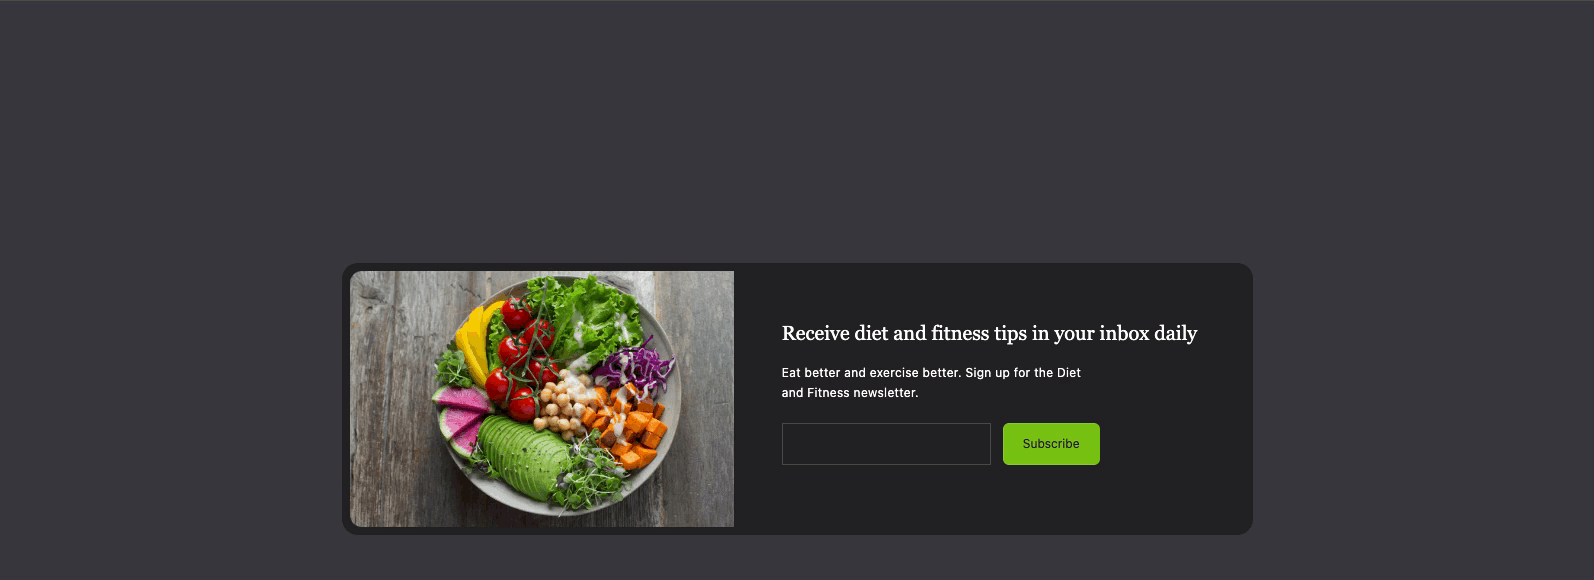 Receive diet and fitness tips in your inbox daily
Eat better and exercise better. Sign up for the Diet
and Fitness newsletter.
Subscribe